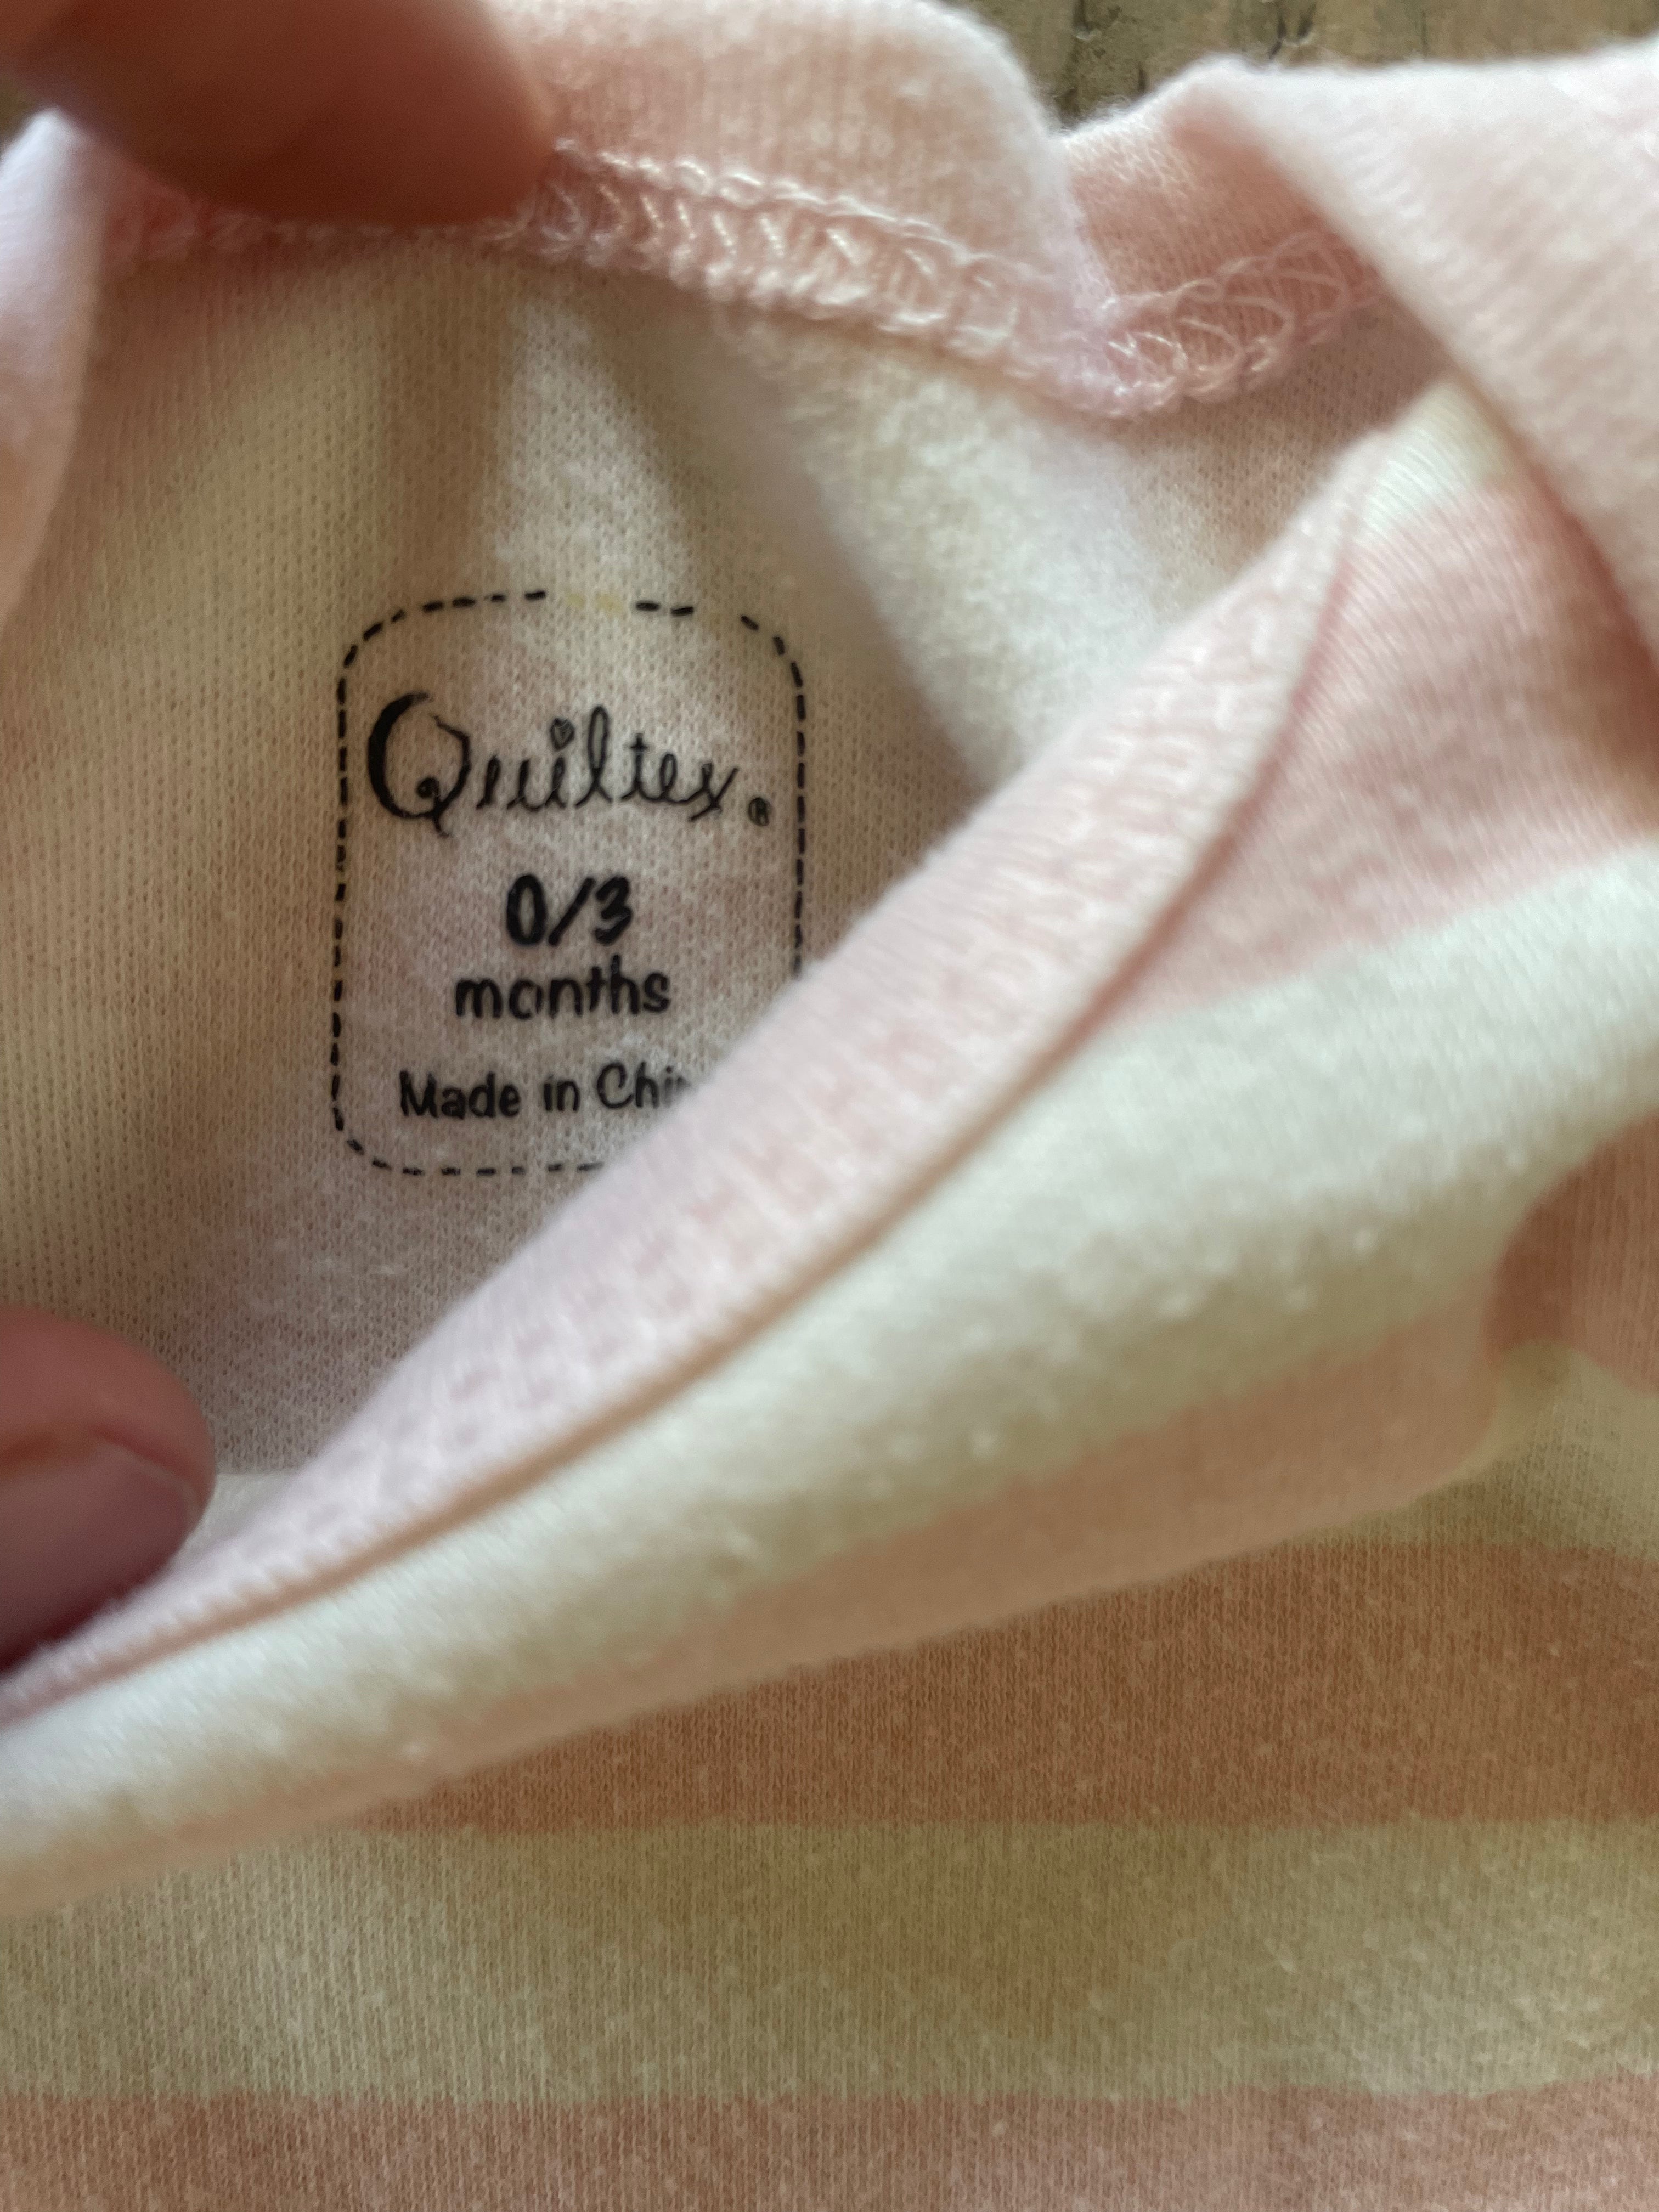 Quiltex®
0/3
months
Made in Chi